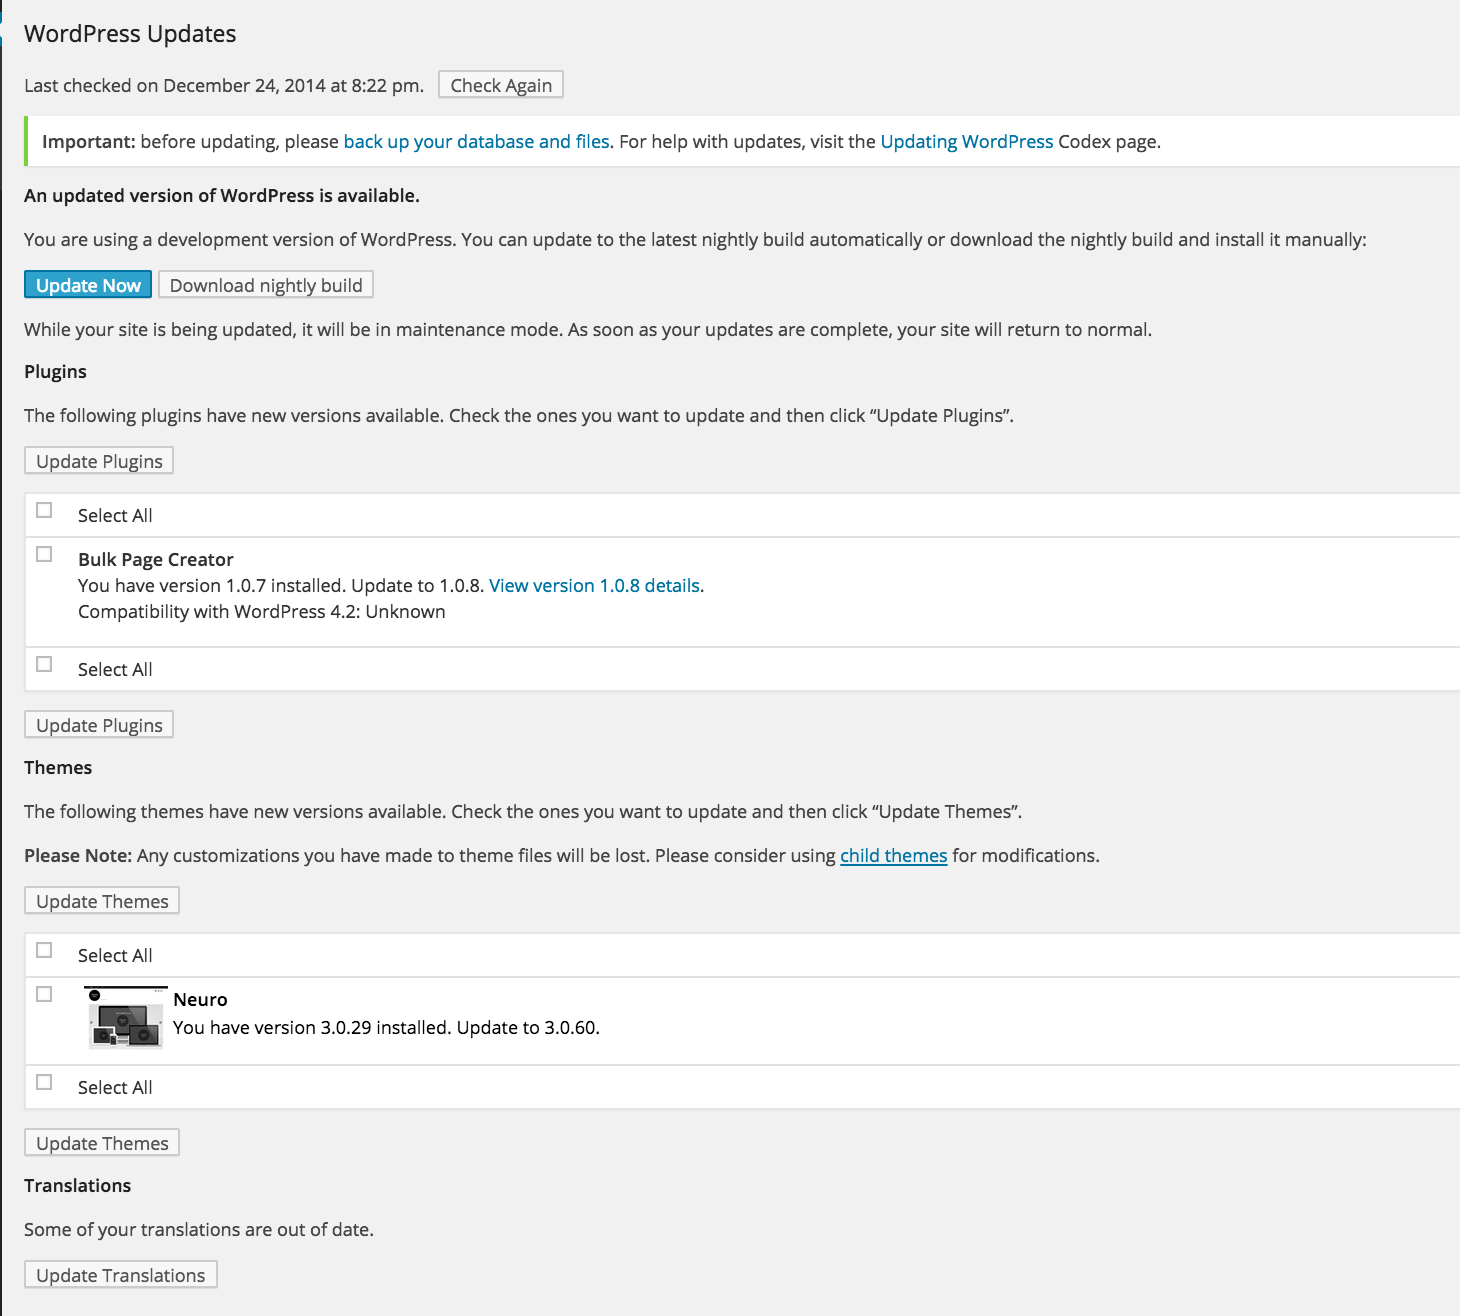 WordPress Updates
Last checked on December 24, 2014 at 8:22 pm. Check Again
Important: before updating, please back up your database and files. For help with updates, visit the Updating WordPress Codex page.
An updated version of WordPress is available.
You are using a development version of WordPress. You can update to the latest nightly build automatically or download the nightly build and install it manually:
Update Now Download nightly build
While your site is being updated, it will be in maintenance mode. As soon as your updates are complete, your site will return to normal.
Plugins
The following plugins have new versions available. Check the ones you want to update and then click “Update Plugins”.
Update Plugins
Select All
Bulk Page Creator
You have version 1.0.7 installed. Update to 1.0.8. View version 1.0.8 details.
Compatibility with WordPress 4.2: Unknown
Select All
Update Plugins
Themes
The following themes have new versions available. Check the ones you want to update and then click “Update Themes”.
Please Note: Any customizations you have made to theme files will be lost. Please consider using child themes for modifications.
Update Themes
Select All
Neuro
You have version 3.0.29 installed. Update to 3.0.60.
Select All
Update Themes
Translations
Some of your translations are out of date.
Update Translations